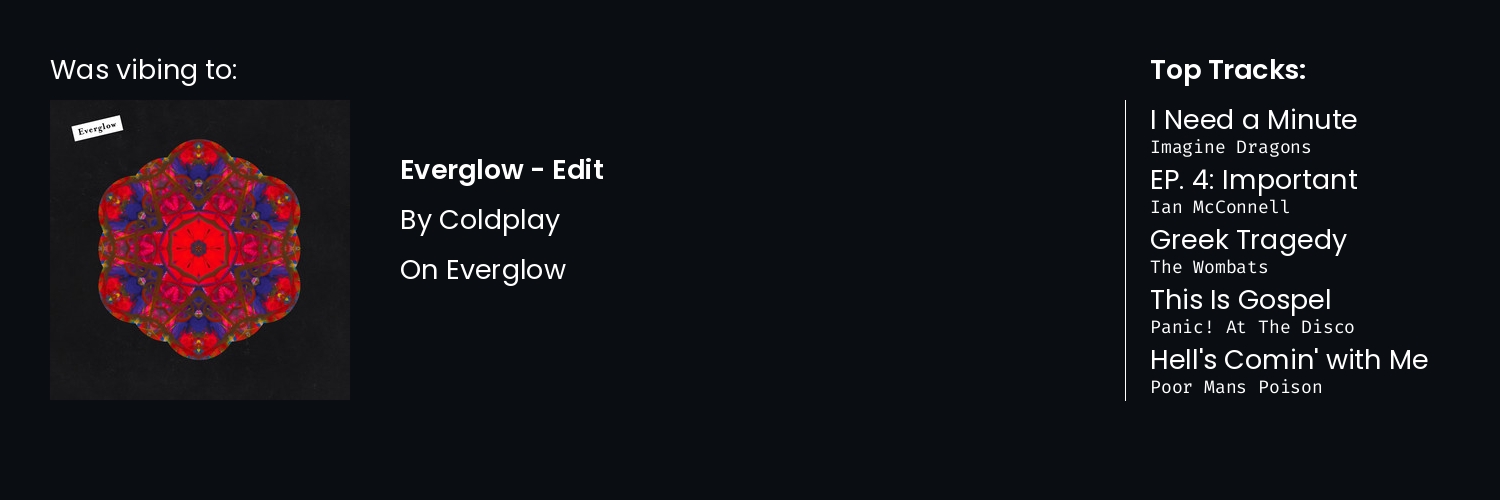 Was vibing to:
Everglow
Everglow - Edit
By Coldplay
On Everglow
Top Tracks:
I Need a Minute
Imagine Dragons
EP. 4: Important
Ian McConnell
Greek Tragedy
The Wombats
This Is Gospel
Panic! At The Disco
Hell's Comin' with Me
Poor Mans Poison